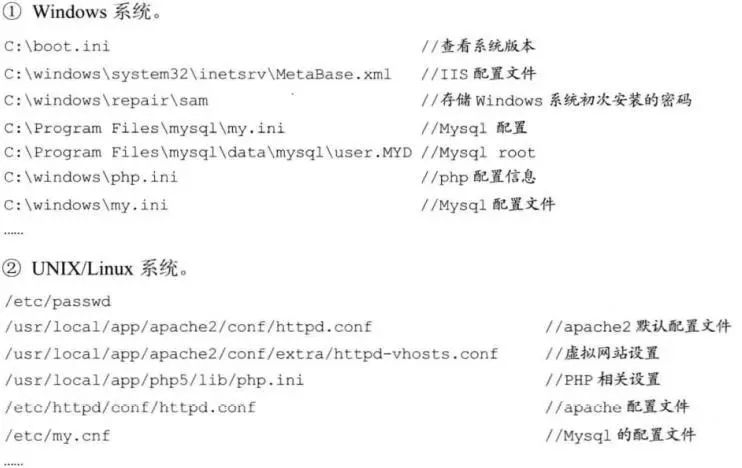 ① Windows 系统。
C:\boot.ini //查看系统版本
C:\windows\system32\inetsrv\MetaBase.xml //IIS 配置文件
C:\windows\repair\sam //存储 Windows 系统初次安装的密码
C:\Program Files\mysql\my.ini //Mysql 配置
C:\Program Files\mysql\data\mysql\user.MYD //Mysql root
C:\windows\php.ini //php 配置信息
C:\windows\my.ini //Mysql 配置文件
……
② UNIX/Linux 系统。
/etc/passwd
/usr/local/app/apache2/conf/httpd.conf //apache2 默认配置文件
/usr/local/app/apache2/conf/extra/httpd-vhosts.conf //虚拟网站设置
/usr/local/app/php5/lib/php.ini //PHP 相关设置
/etc/httpd/conf/httpd.conf //apache 配置文件
/etc/my.cnf //Mysql 的配置文件
……